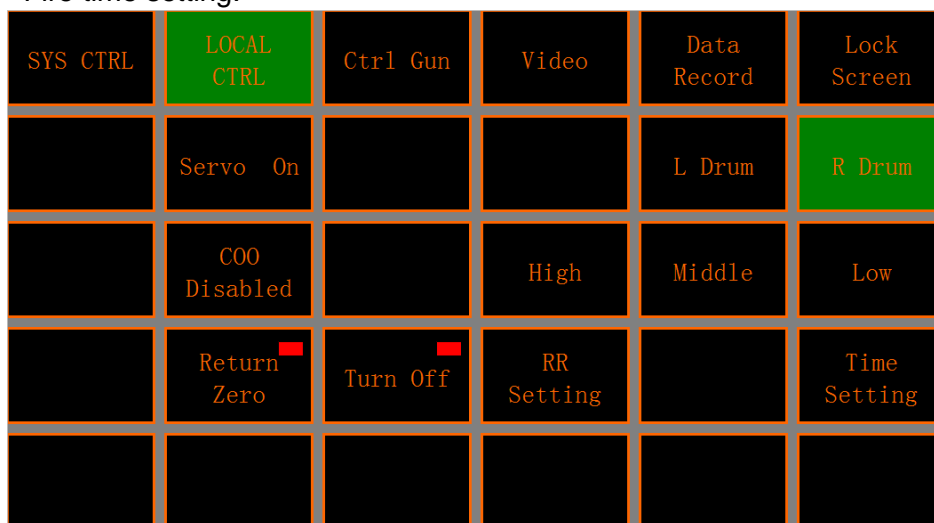 Fire time setting:
SYS CTRL
LOCAL
CTRL
Ctrl Gun
Video
Data
Record
Lock
Screen
Servo On
L Drum
R Drum
COO
Disabled
High
Middle
Low
Return
Zero
Turn Off
RR
Setting
Time
Setting